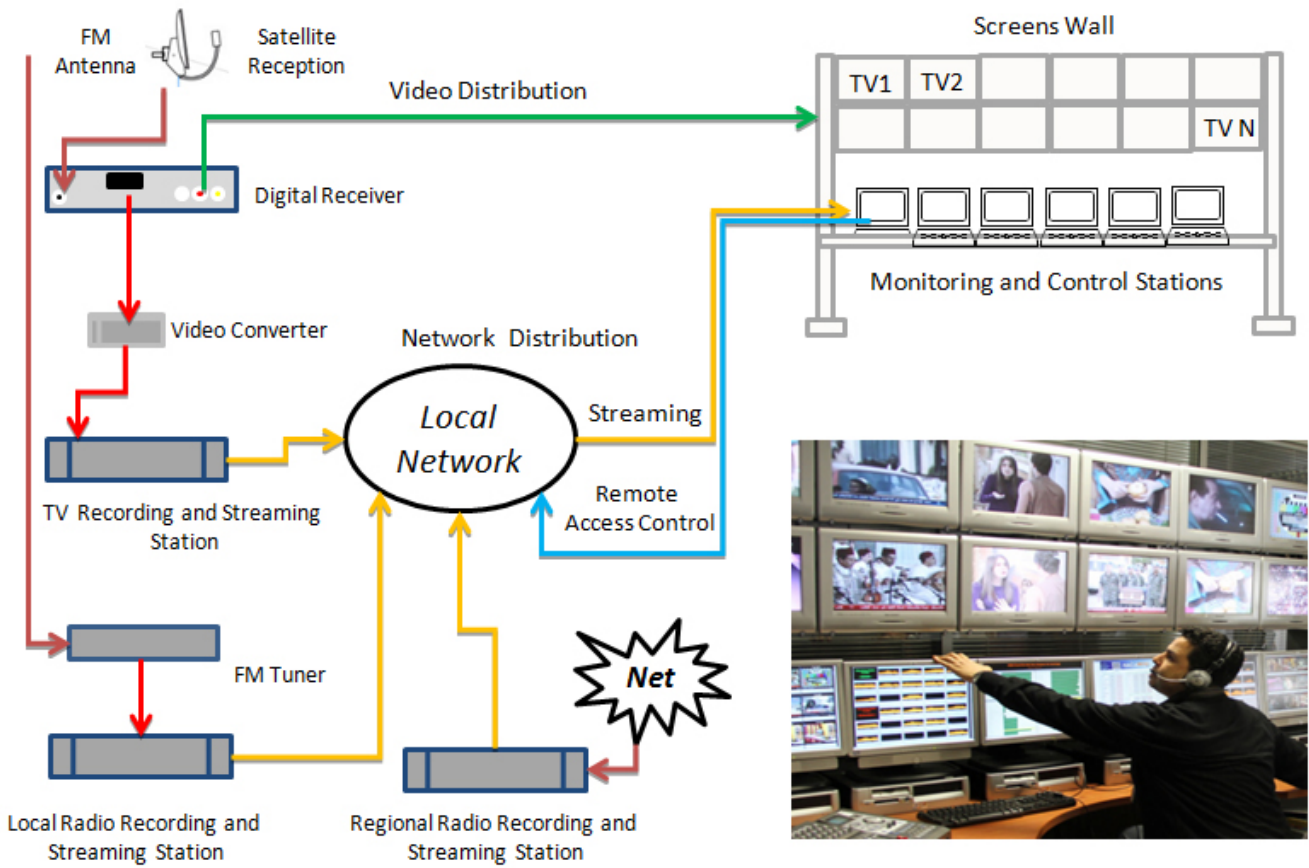 FM
Antenna
Satellite
Reception
Screens Wall
TV1
TV2
TV N
Video Distribution
Digital Receiver
Monitoring and Control Stations
Video Converter
Network Distribution
Local
Network
Streaming
TV Recording and Streaming
Station
Remote
Access Control
FM Tuner
Net
Local Radio Recording and
Streaming Station
Regional Radio Recording and
Streaming Station